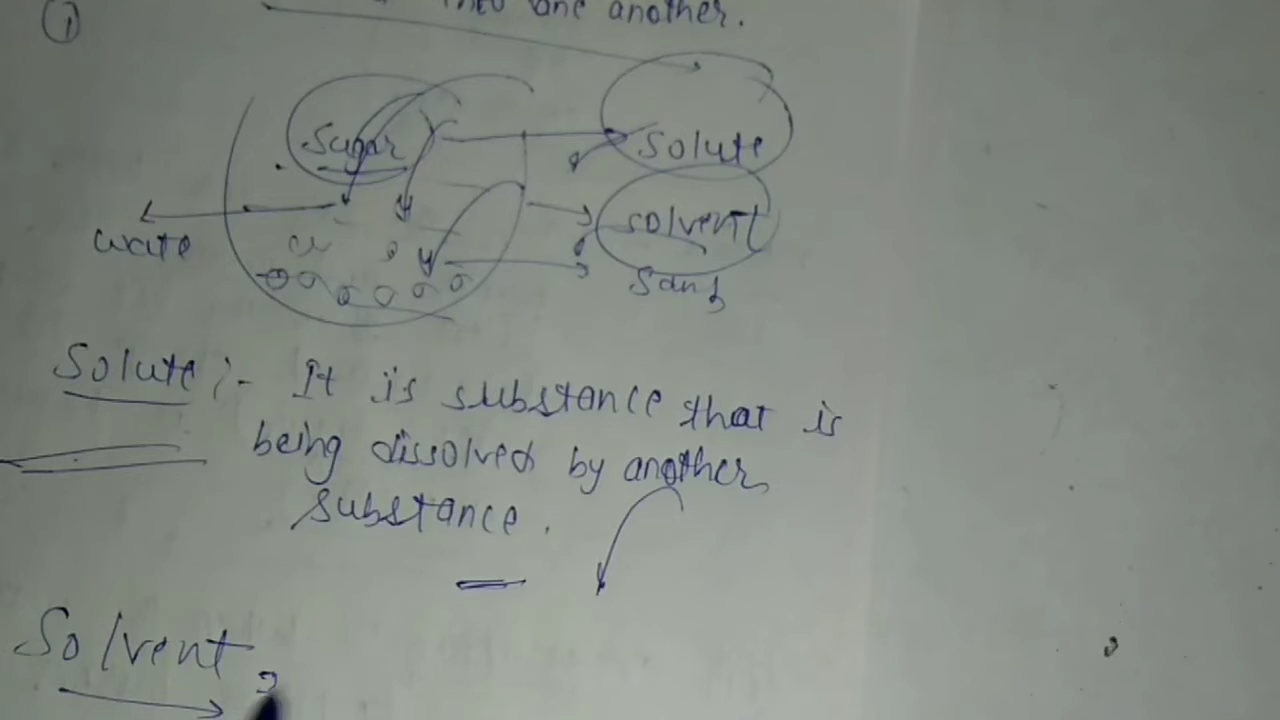 ① into one another.
Sugar
Solute
solvent
Sand
Solute :- It is substance that is
being dissolved by another
substance.
Solvent